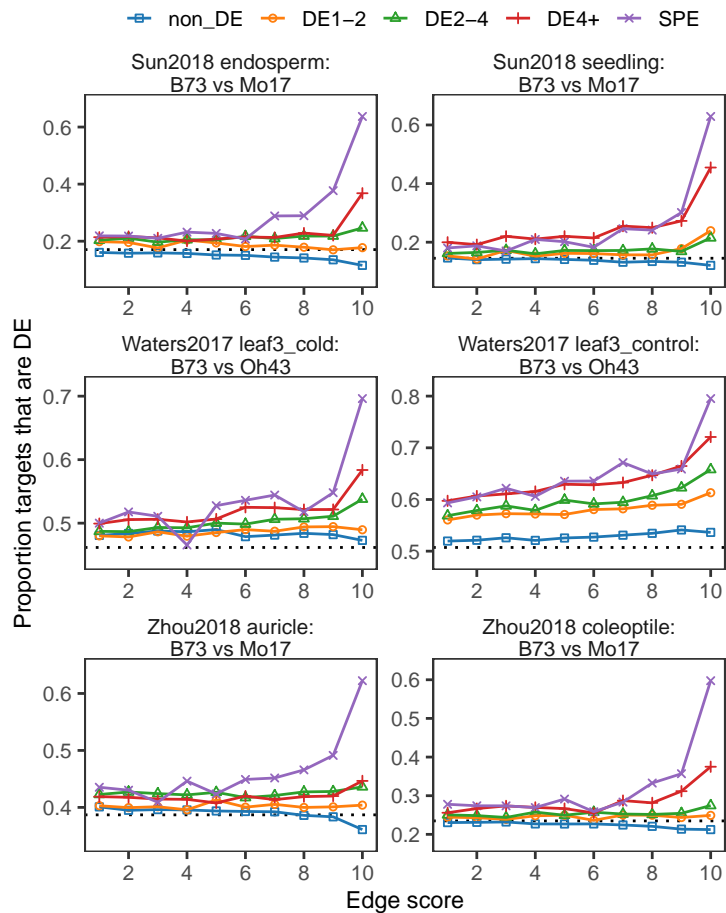 non_DE DE1−2 DE2−4 DE4+ SPE
Sun2018 endosperm:
B73 vs Mo17
Sun2018 seedling:
B73 vs Mo17
0.6
0.4
0.2
2 4 6 8 10
0.6
0.4
0.2
2 4 6 8 10
Waters2017 leaf3_cold:
B73 vs Oh43
Waters2017 leaf3_control:
B73 vs Oh43
0.7
0.6
0.5
2 4 6 8 10
0.8
0.7
0.6
0.5
2 4 6 8 10
Proportion targets that are DE
Zhou2018 auricle:
B73 vs Mo17
Zhou2018 coleoptile:
B73 vs Mo17
0.6
0.5
0.4
2 4 6 8 10
0.6
0.5
0.4
0.3
0.2
2 4 6 8 10
Edge score